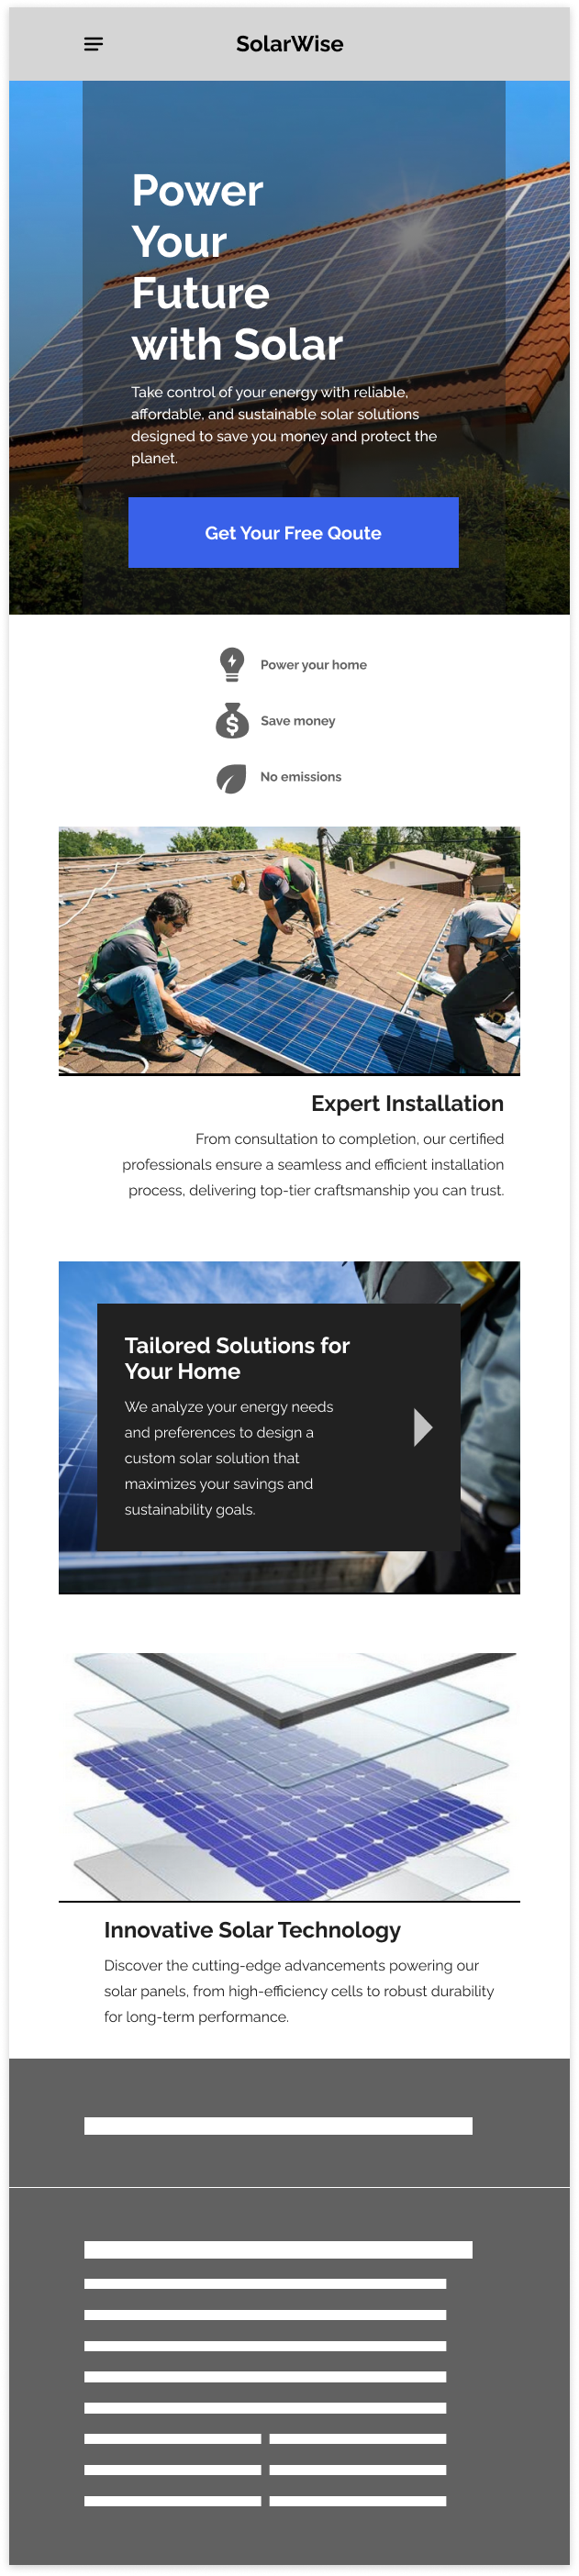 SolarWise
Power
Your
Future
with Solar
Take control of your energy with reliable,
affordable, and sustainable solar solutions
designed to save you money and protect the
planet.
Get Your Free Qoute
Power your home
Save money
No emissions
Expert Installation
From consultation to completion, our certified
professionals ensure a seamless and efficient installation
process, delivering top-tier craftsmanship you can trust.
Tailored Solutions for
Your Home
We analyze your energy needs
and preferences to design a
custom solar solution that
maximizes your savings and
sustainability goals.
Innovative Solar Technology
Discover the cutting-edge advancements powering our
solar panels, from high-efficiency cells to robust durability
for long-term performance.